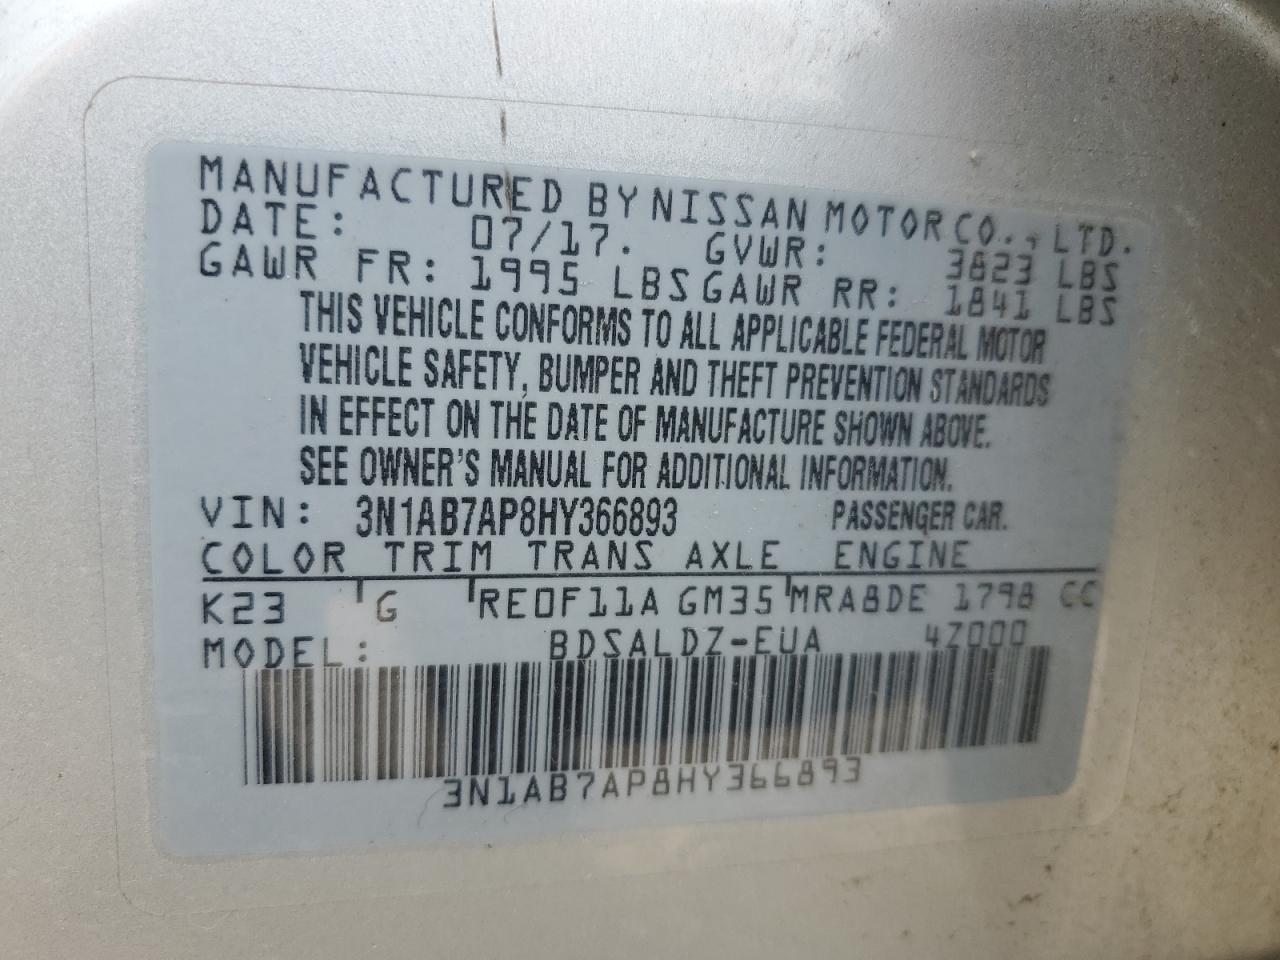 MANUFACTURED BY NISSAN MOTOR CO., LTD.
DATE: 07/17. GVWR: 3823 LBS
GAWR FR: 1995 LBS GAWR RR: 1841 LBS
THIS VEHICLE CONFORMS TO ALL APPLICABLE FEDERAL MOTOR
VEHICLE SAFETY, BUMPER AND THEFT PREVENTION STANDARDS
IN EFFECT ON THE DATE OF MANUFACTURE SHOWN ABOVE.
SEE OWNER'S MANUAL FOR ADDITIONAL INFORMATION.
VIN: 3N1AB7AP8HY366893 PASSENGER CAR.
COLOR TRIM TRANS AXLE ENGINE
K23 G RE0F11A GM35 MRA8DE 1798 CC
MODEL: BDSALDZ-EUA 4Z000
3N1AB7AP8HY366893